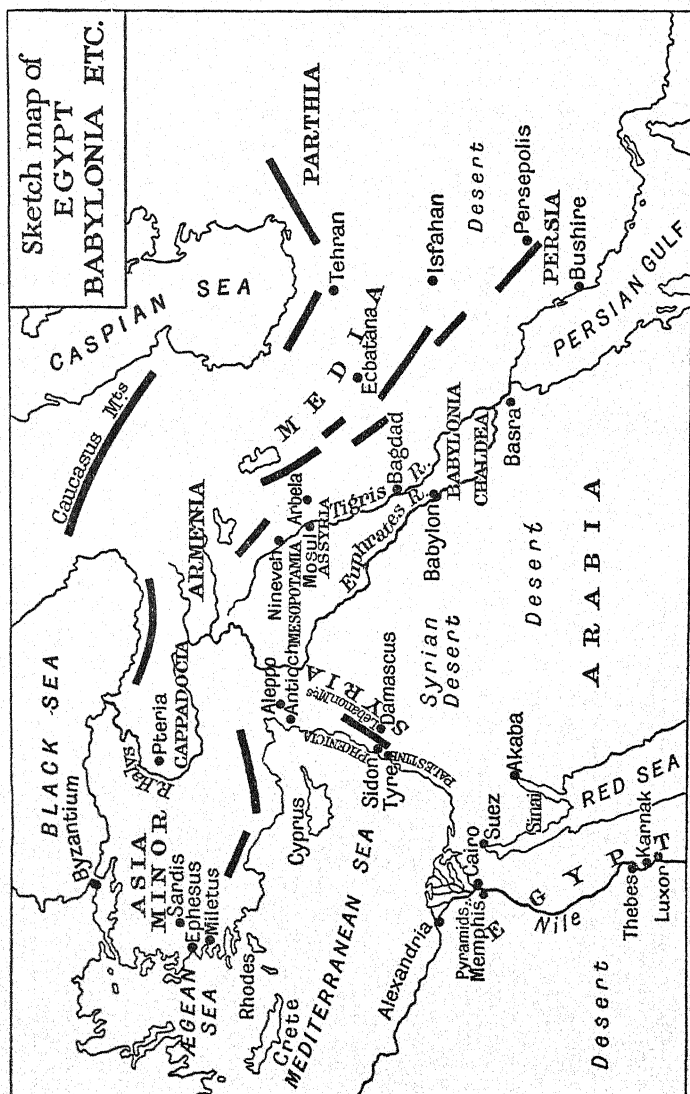 Sketch map of
EGYPT
BABYLONIA ETC.
BLACK SEA
Caucasus Mts
CASPIAN SEA
Byzantium
R. Halys
Pteria
CAPPADOCIA
ARMENIA
PARTHIA
ASIA MINOR
Sardis
Ephesus
Miletus
ÆGEAN SEA
Rhodes
Crete
Cyprus
MEDITERRANEAN SEA
Aleppo
Antioch
MESOPOTAMIA
Nineveh
Mosul
Arbela
ASSYRIA
Tigris R.
Euphrates R.
MEDIA
Ecbatana
Tehran
Isfahan
Desert
Persepolis
PERSIA
Bushire
PERSIAN GULF
Bagdad
Babylon
BABYLONIA
CHALDEA
Basra
SYRIA
Lebanon Mts
Damascus
PHŒNICIA
Sidon
Tyre
PALESTINE
Syrian
Desert
Desert
ARABIA
Akaba
Sinai
Suez
RED SEA
Alexandria
Cairo
Pyramids...
Memphis
EGYPT
Nile
Thebes
Karnak
Luxor
Desert